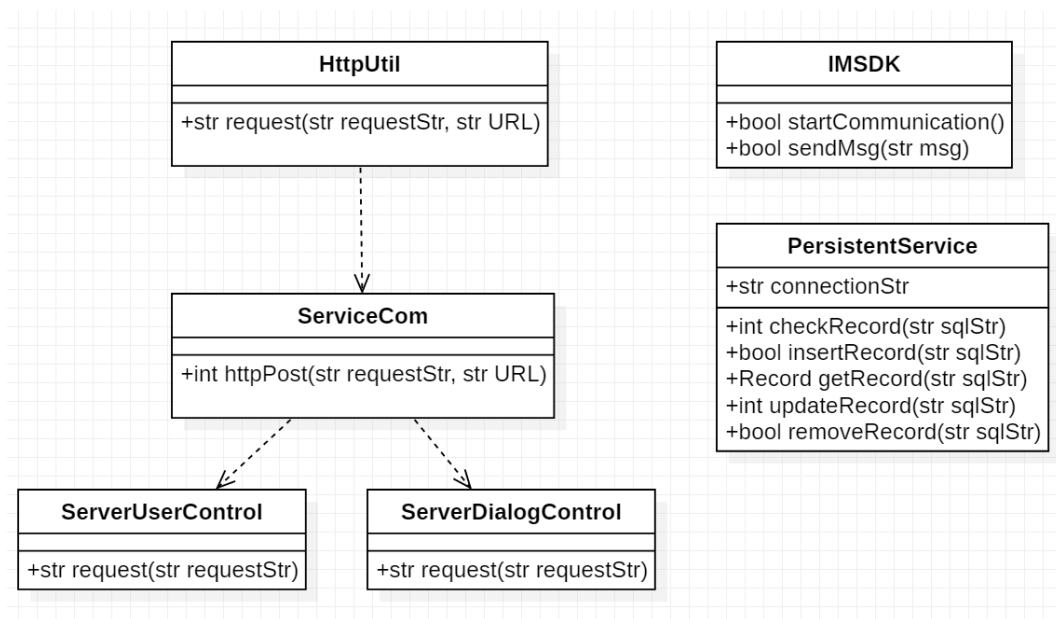 HttpUtil
+str request(str requestStr, str URL)
IMSDK
+bool startCommunication()
+bool sendMsg(str msg)
PersistentService
+str connectionStr
+int checkRecord(str sqlStr)
+bool insertRecord(str sqlStr)
+Record getRecord(str sqlStr)
+int updateRecord(str sqlStr)
+bool removeRecord(str sqlStr)
ServiceCom
+int httpPost(str requestStr, str URL)
ServerUserControl
+str request(str requestStr)
ServerDialogControl
+str request(str requestStr)